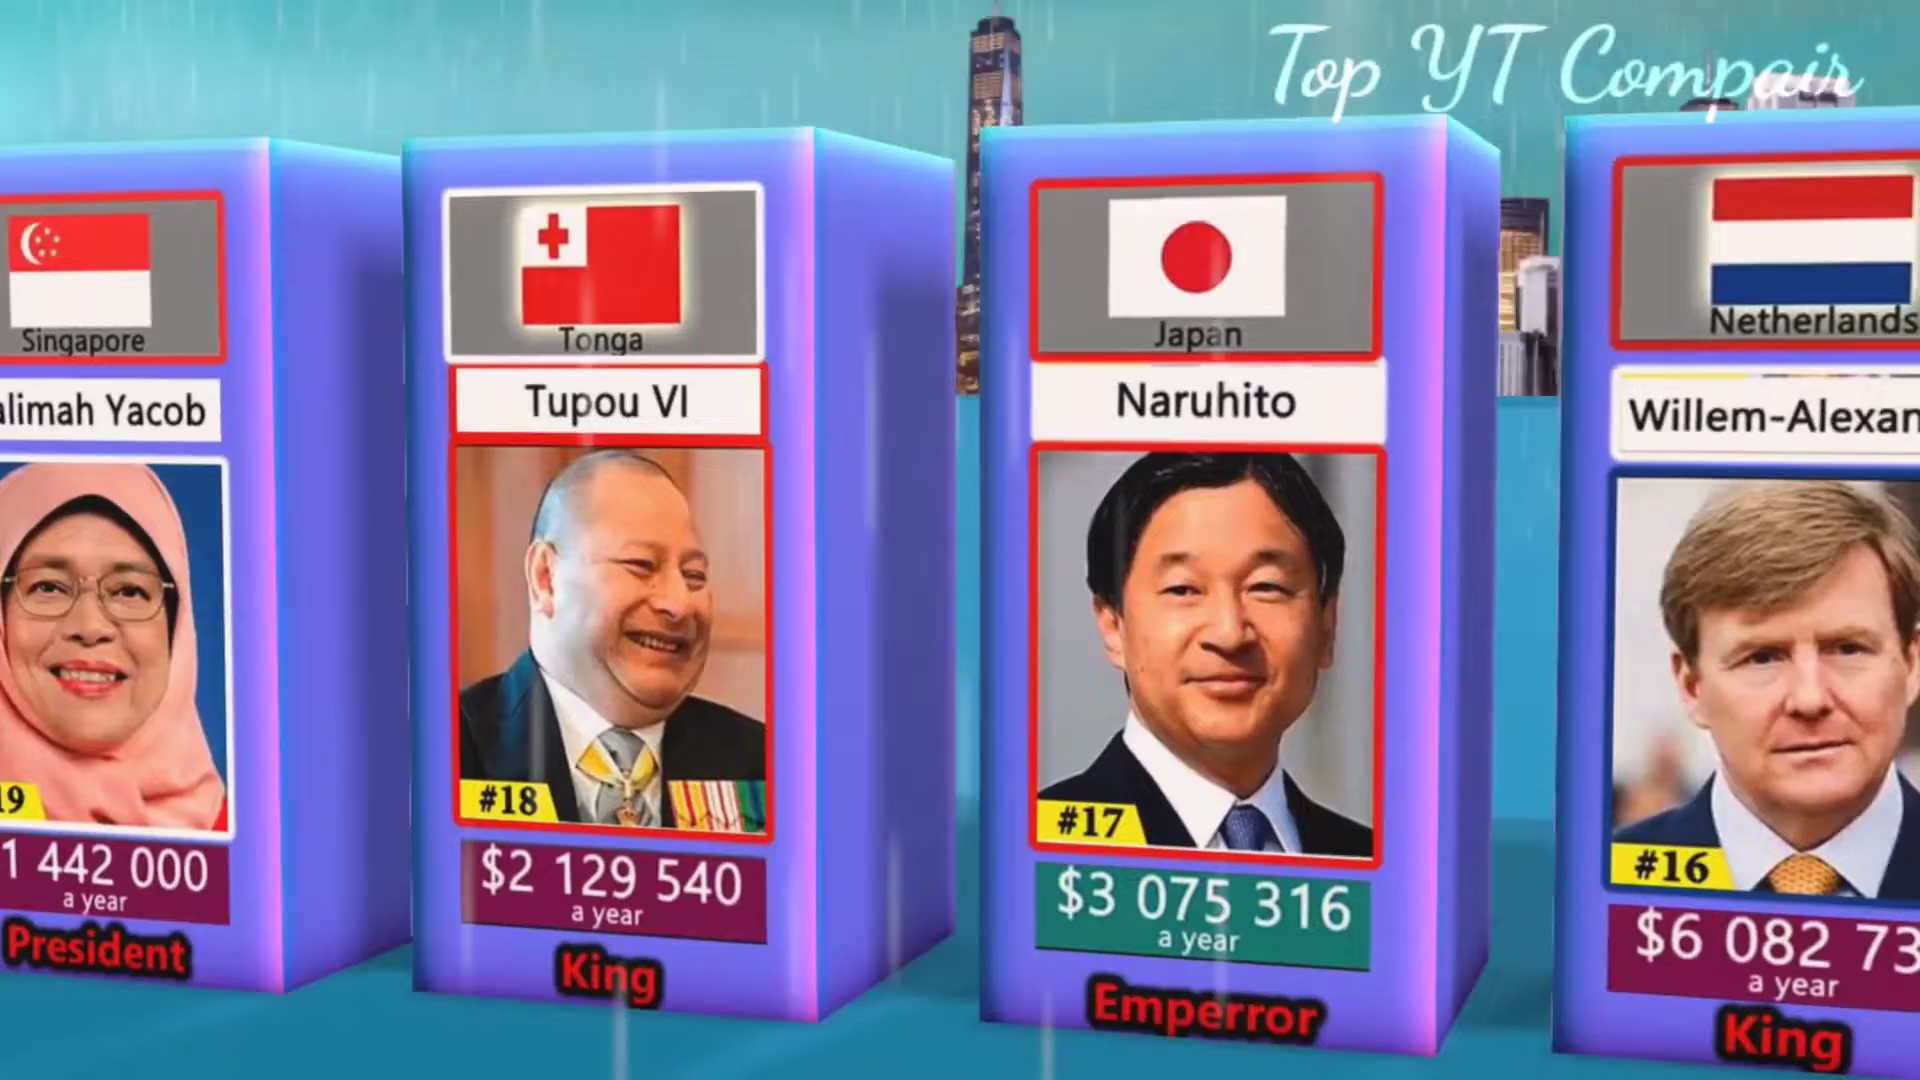 Top YT Compair
Singapore
alimah Yacob
19
1 442 000
a year
President
Tonga
Tupou VI
#18
$2 129 540
a year
King
Japan
Naruhito
#17
$3 075 316
a year
Emperror
Netherlands
Willem-Alexan
#16
$6 082 73
a year
King